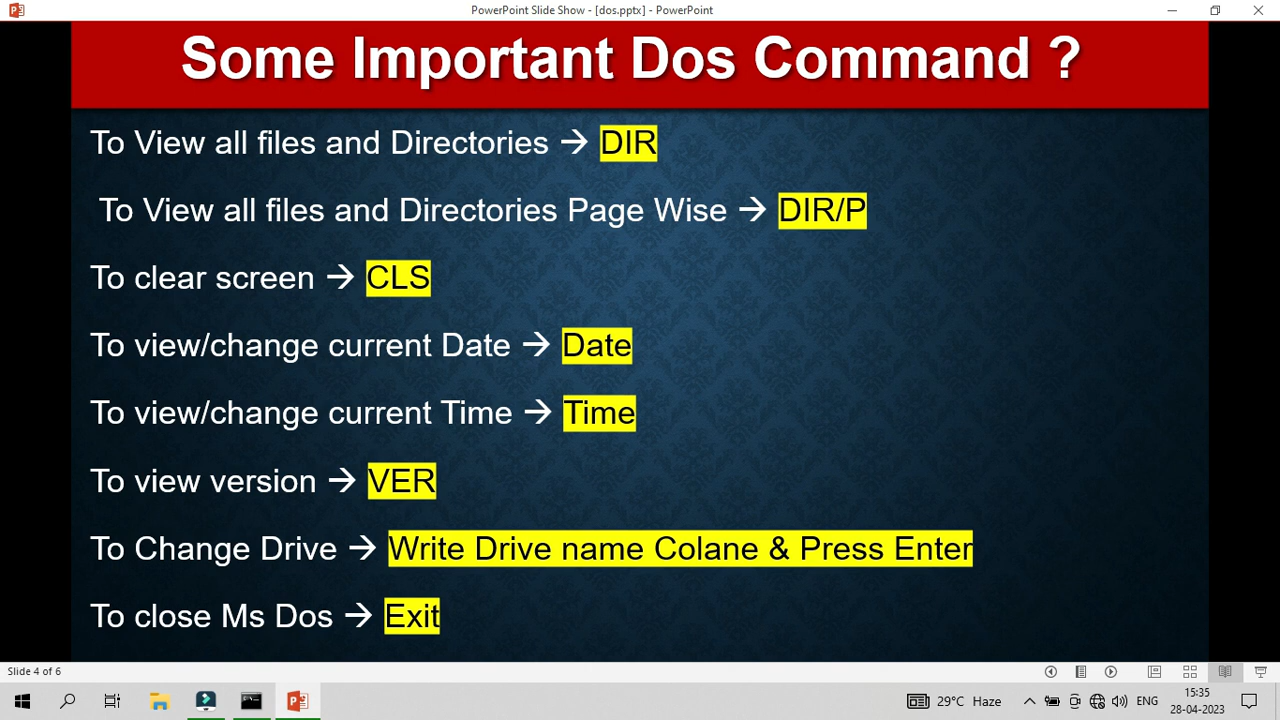 PowerPoint Slide Show - [dos.pptx] - PowerPoint
Some Important Dos Command ?
To View all files and Directories → DIR
To View all files and Directories Page Wise → DIR/P
To clear screen → CLS
To view/change current Date → Date
To view/change current Time → Time
To view version → VER
To Change Drive → Write Drive name Colane & Press Enter
To close Ms Dos → Exit
Slide 4 of 6
29°C Haze
ENG
15:35
28-04-2023